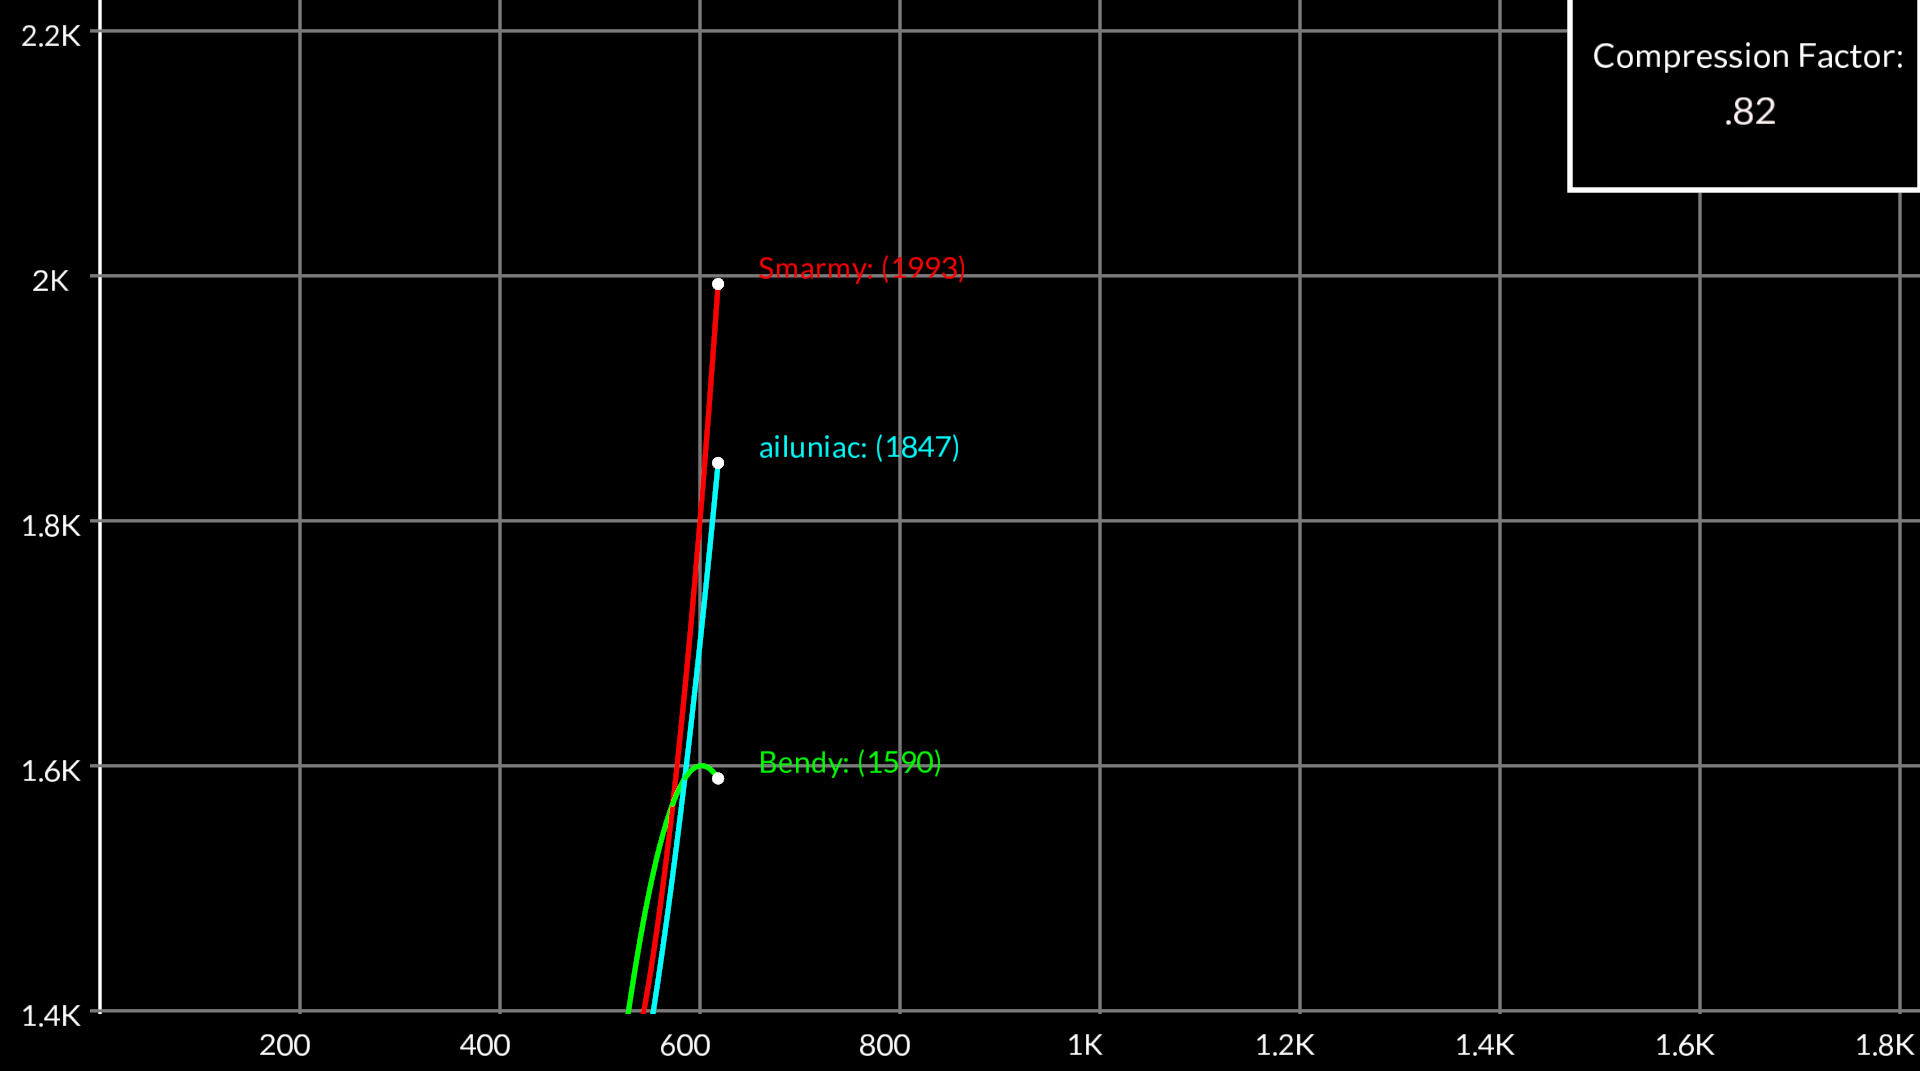 2.2K
Compression Factor:
.82
2K
Smarmy: (1993)
ailuniac: (1847)
1.8K
Bendy: (1590)
1.6K
1.4K
200 400 600 800 1K 1.2K 1.4K 1.6K 1.8K